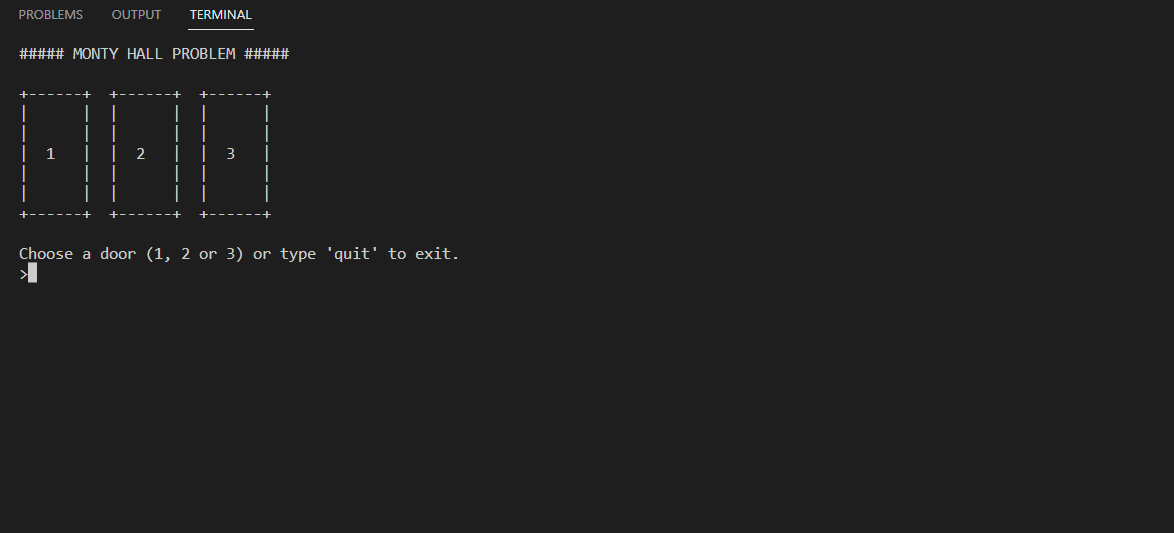 PROBLEMS OUTPUT TERMINAL
##### MONTY HALL PROBLEM #####
+------+  +------+  +------+
|      |  |      |  |      |
|      |  |      |  |      |
|  1   |  |  2   |  |  3   |
|      |  |      |  |      |
|      |  |      |  |      |
+------+  +------+  +------+
Choose a door (1, 2 or 3) or type 'quit' to exit.
>